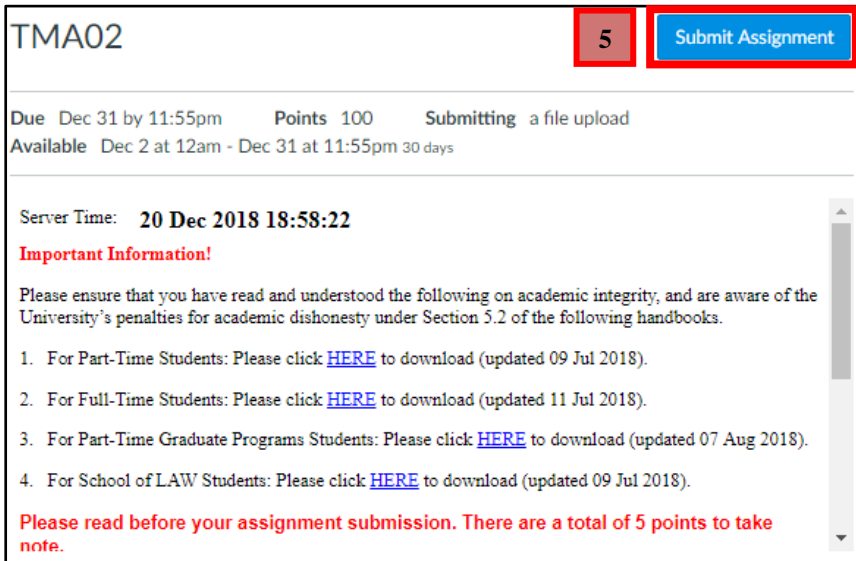 TMA02
5
Submit Assignment
Due Dec 31 by 11:55pm Points 100 Submitting a file upload
Available Dec 2 at 12am - Dec 31 at 11:55pm 30 days
Server Time: 20 Dec 2018 18:58:22
Important Information!
Please ensure that you have read and understood the following on academic integrity, and are aware of the
University's penalties for academic dishonesty under Section 5.2 of the following handbooks.
1. For Part-Time Students: Please click HERE to download (updated 09 Jul 2018).
2. For Full-Time Students: Please click HERE to download (updated 11 Jul 2018).
3. For Part-Time Graduate Programs Students: Please click HERE to download (updated 07 Aug 2018).
4. For School of LAW Students: Please click HERE to download (updated 09 Jul 2018).
Please read before your assignment submission. There are a total of 5 points to take
note.